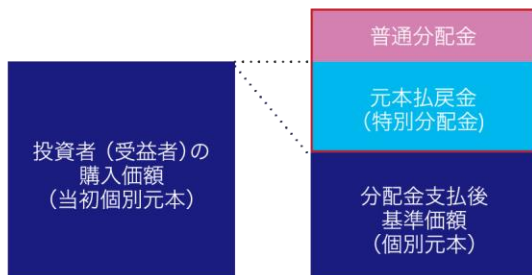 普通分配金
元本払戻金
（特別分配金)
投資者（受益者）の
購入価額
（当初個別元本）
分配金支払後
基準価額
（個別元本）